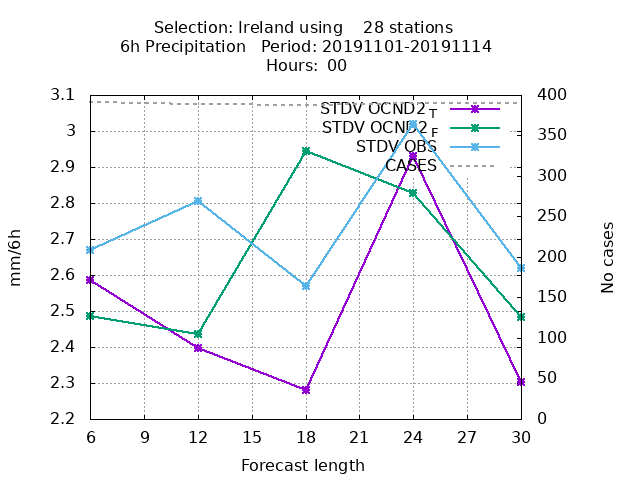 Selection: Ireland using 28 stations
6h Precipitation Period: 20191101-20191114
Hours: 00
3.1
3
2.9
2.8
2.7
2.6
2.5
2.4
2.3
2.2
400
350
300
250
200
150
100
50
0
mm/6h
No cases
STDV OCND2 T
STDV OCND2 F
STDV OBS
CASES
6 9 12 15 18 21 24 27 30
Forecast length